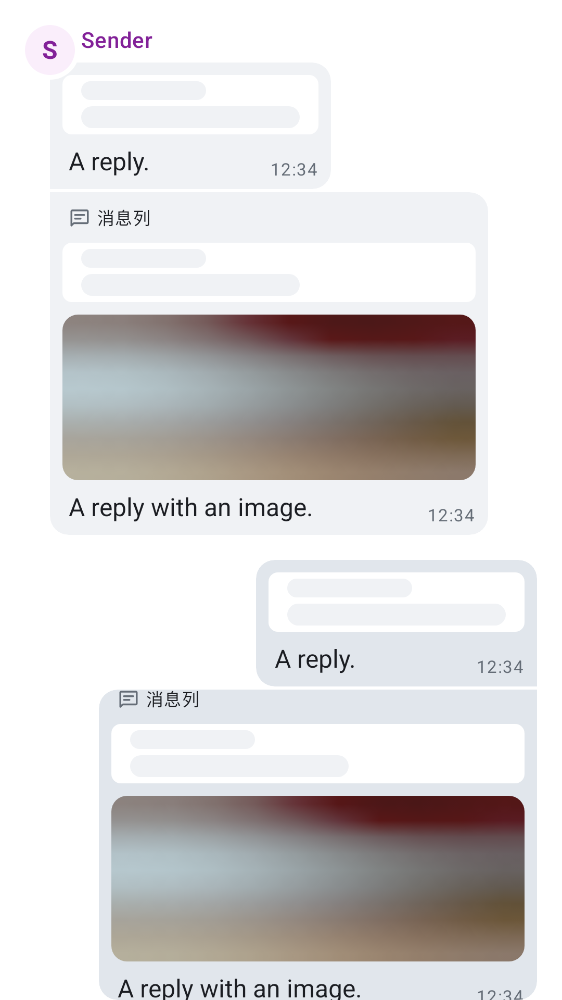 S
Sender
A reply.
12:34
消息列
A reply with an image.
12:34
A reply.
12:34
消息列
A reply with an image.
12:34